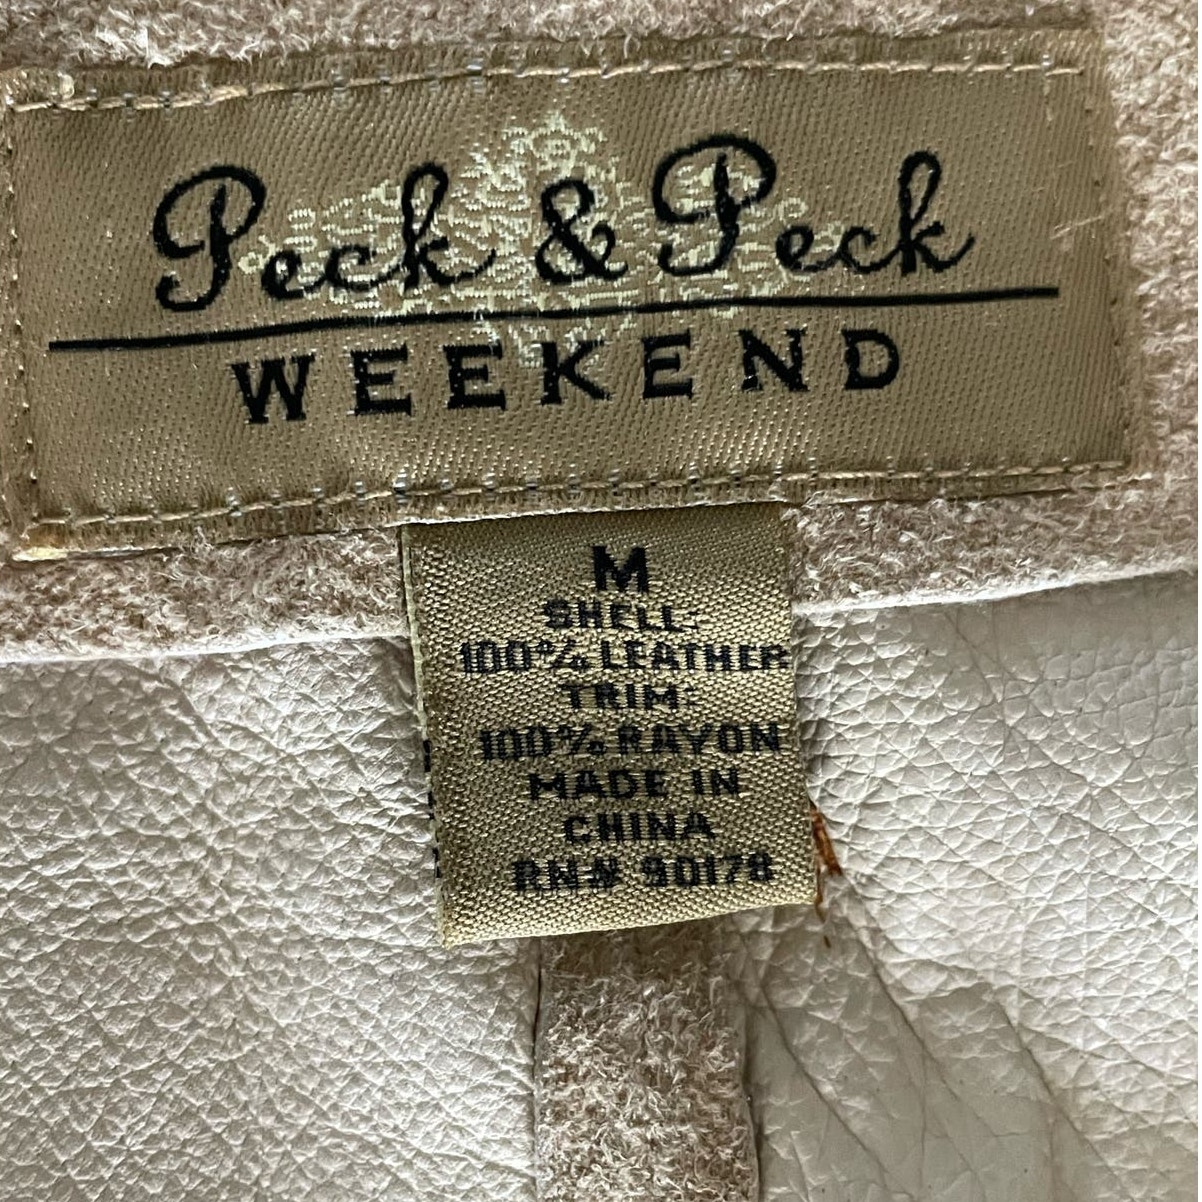 Peck & Peck
WEEKEND
M
SHELL:
100% LEATHER
TRIM:
100% RAYON
MADE IN
CHINA
RN# 90178